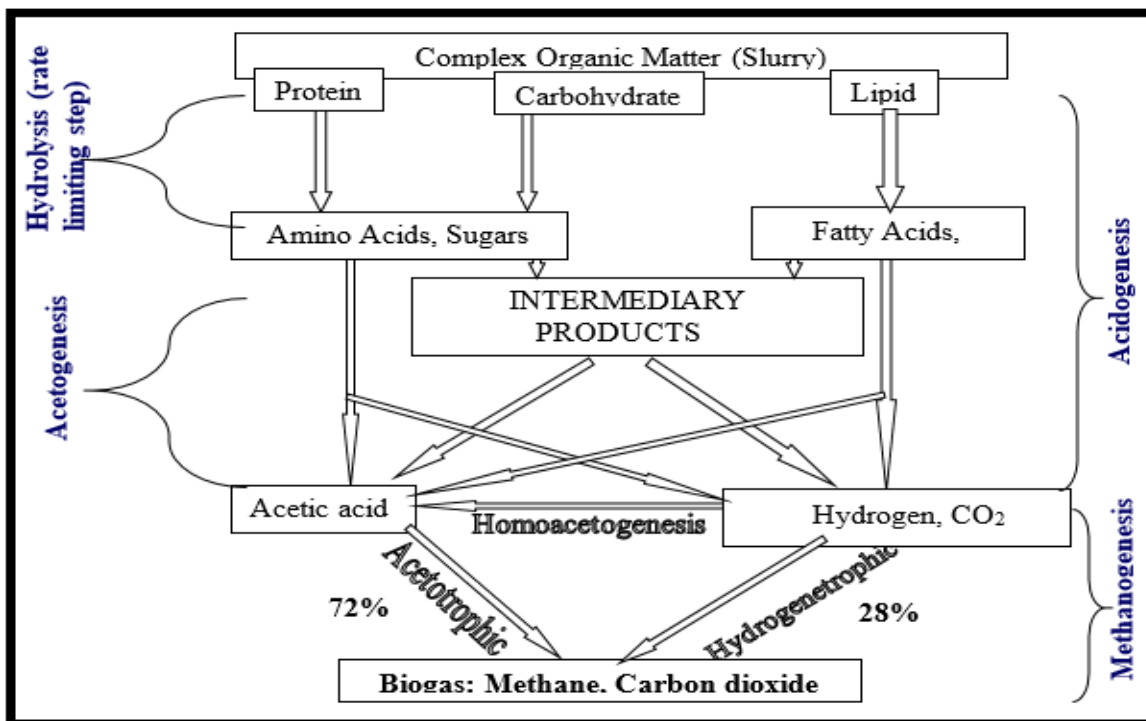 Complex Organic Matter (Slurry)
Protein
Carbohydrate
Lipid
Hydrolysis (rate
limiting step)
Amino Acids, Sugars
Fatty Acids,
INTERMEDIARY
PRODUCTS
Acetogenesis
Acidogenesis
Acetic acid
Homoacetogenesis
Hydrogen, CO₂
Acetotrophic
72%
Hydrogenetrophic
28%
Methanogenesis
Biogas: Methane. Carbon dioxide